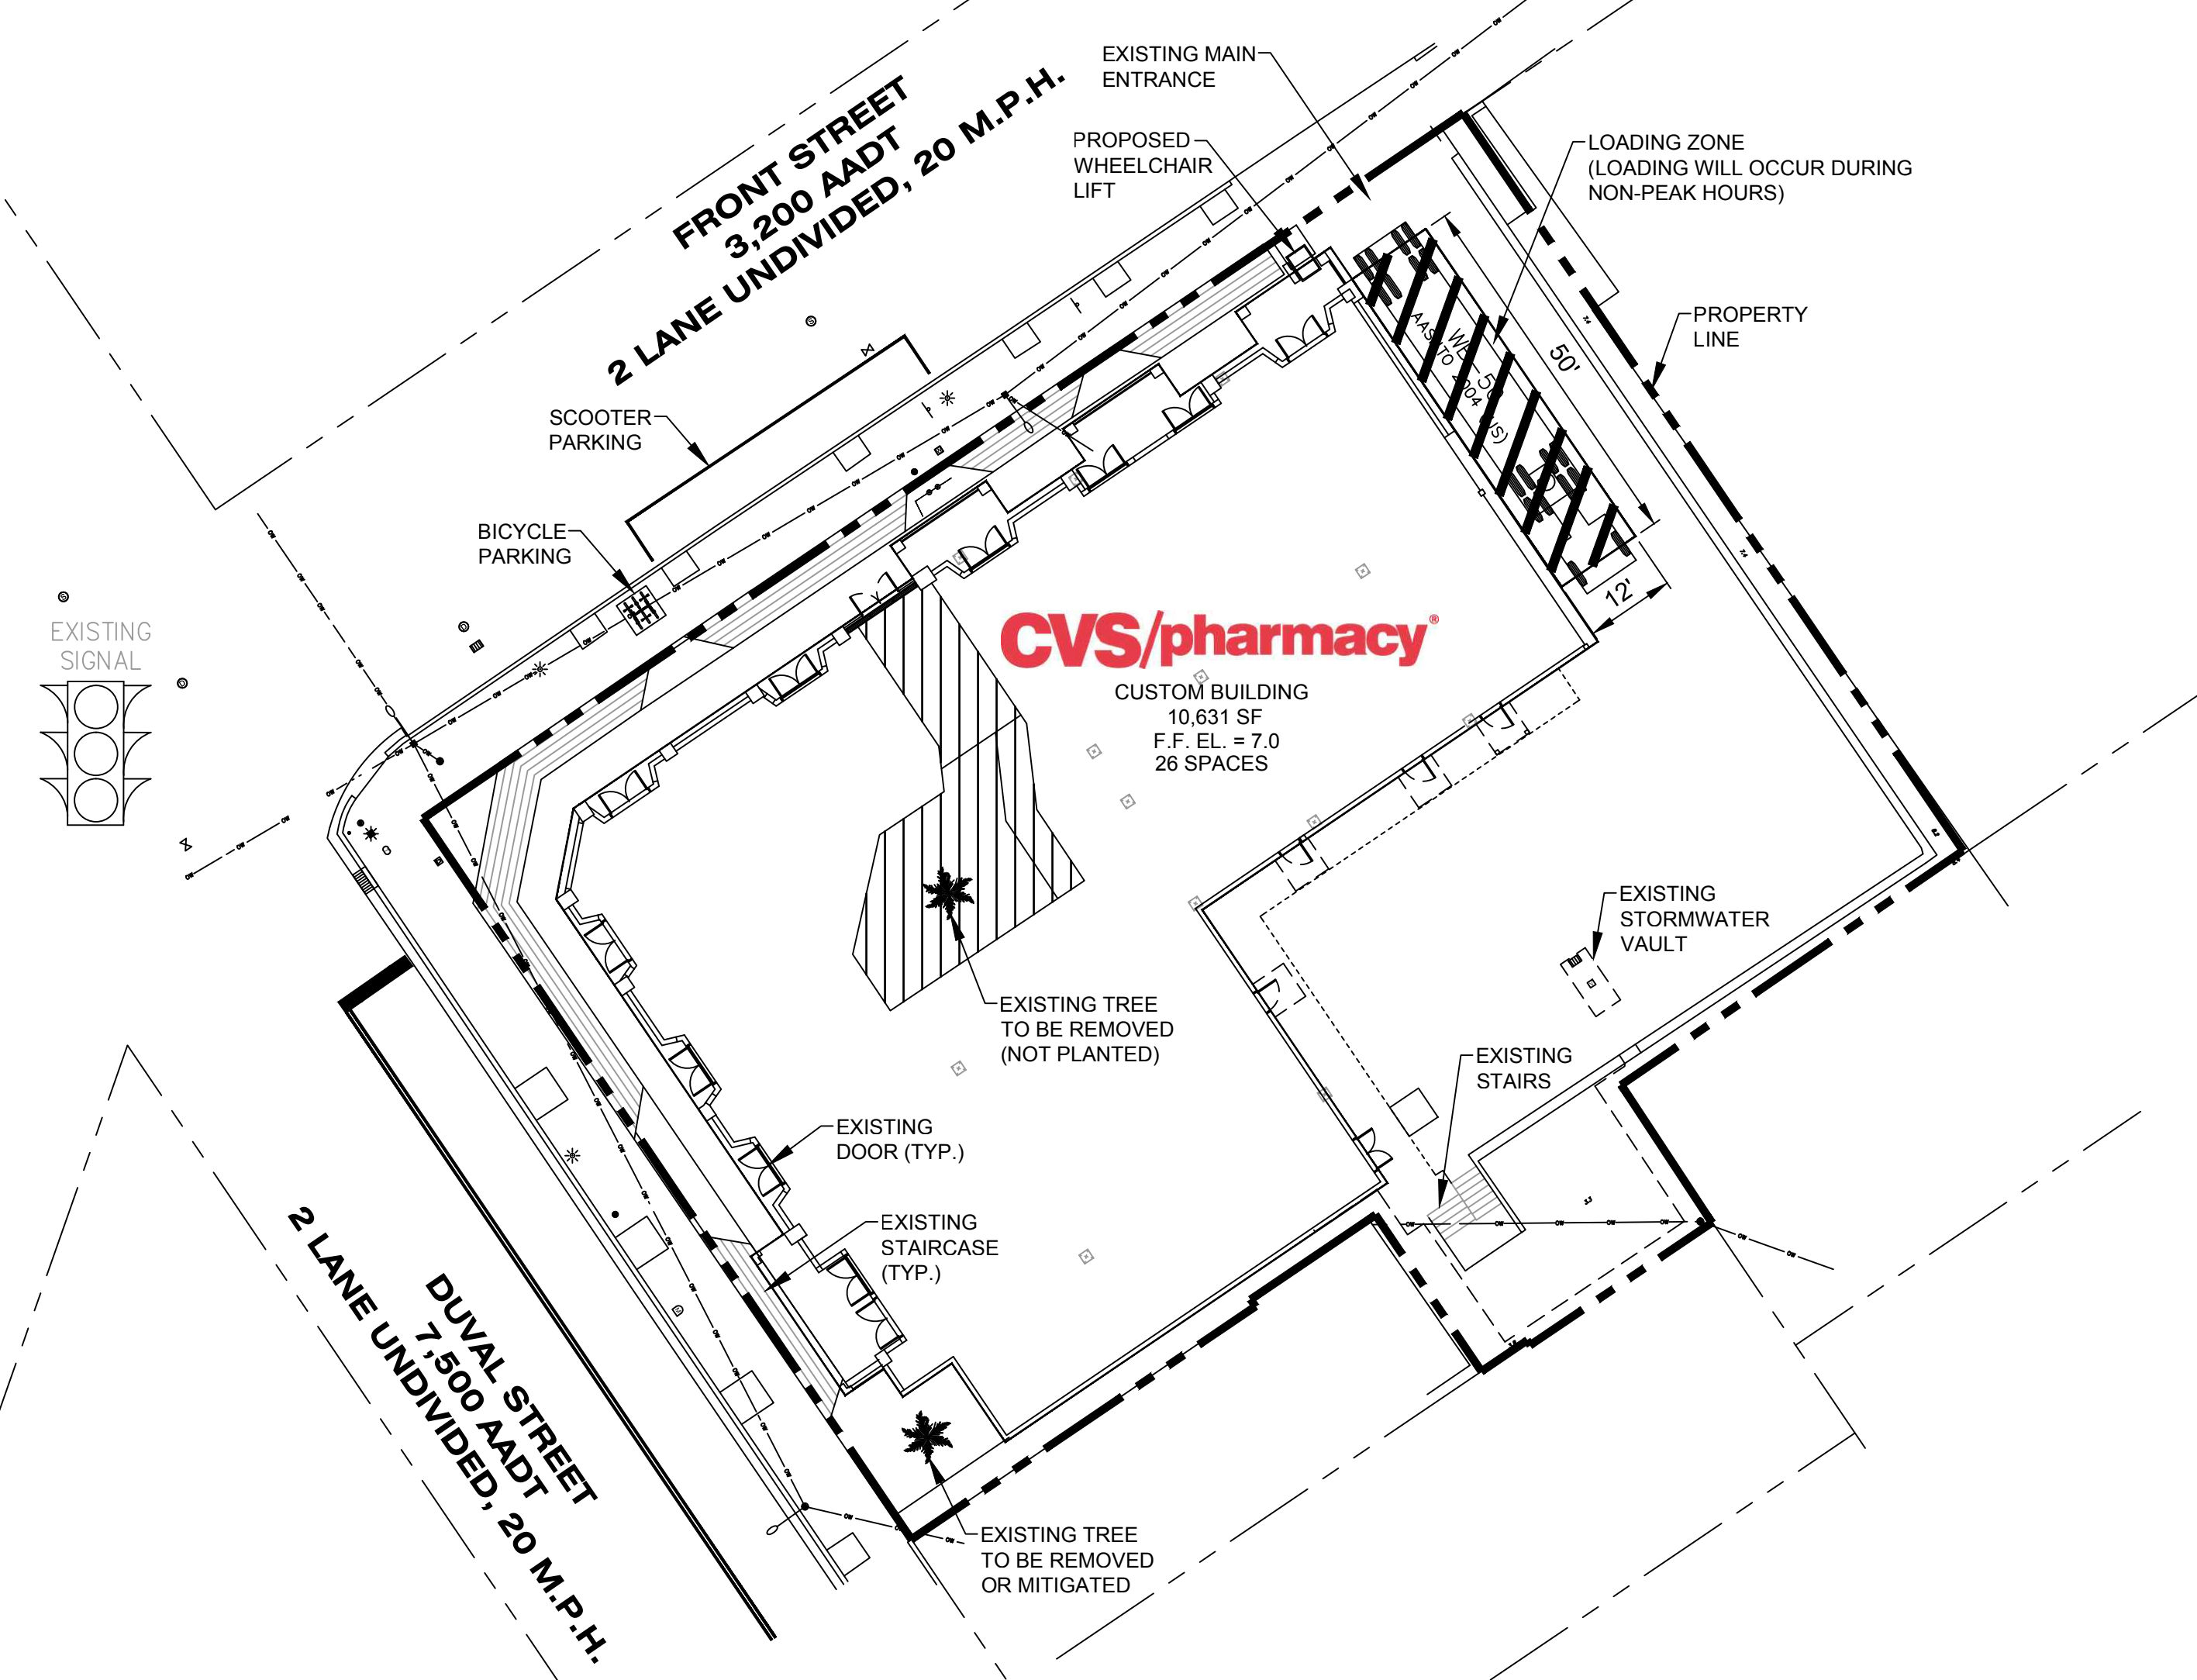 EXISTING MAIN
ENTRANCE
FRONT STREET
3,200 AADT
2 LANE UNDIVIDED, 20 M.P.H.
PROPOSED
WHEELCHAIR
LIFT
LOADING ZONE
(LOADING WILL OCCUR DURING
NON-PEAK HOURS)
PROPERTY
LINE
50'
12'
SCOOTER
PARKING
BICYCLE
PARKING
EXISTING
SIGNAL
CVS/pharmacy®
CUSTOM BUILDING
10,631 SF
F.F. EL. = 7.0
26 SPACES
EXISTING
STORMWATER
VAULT
EXISTING TREE
TO BE REMOVED
(NOT PLANTED)
EXISTING
STAIRS
EXISTING
DOOR (TYP.)
EXISTING
STAIRCASE
(TYP.)
DUVAL STREET
7,500 AADT
2 LANE UNDIVIDED, 20 M.P.H.
EXISTING TREE
TO BE REMOVED
OR MITIGATED